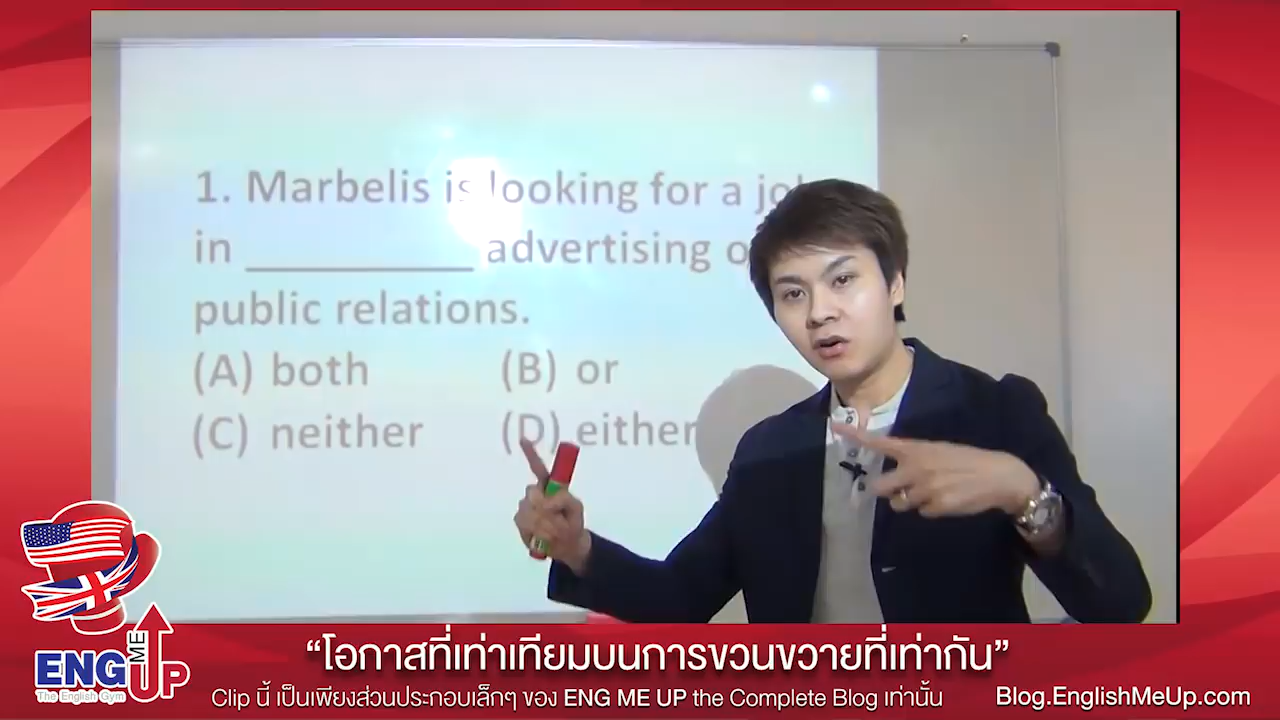 1. Marbelis is looking for a
in __________ advertising
public relations.
(A) both (B) or
(C) neither (D) either
ENG ME UP
The English Gym
“โอกาสที่เท่าเทียมบนการขวนขวายที่เท่ากัน”
Clip นี้ เป็นเพียงส่วนประกอบเล็กๆ ของ ENG ME UP the Complete Blog เท่านั้น
Blog.EnglishMeUp.com